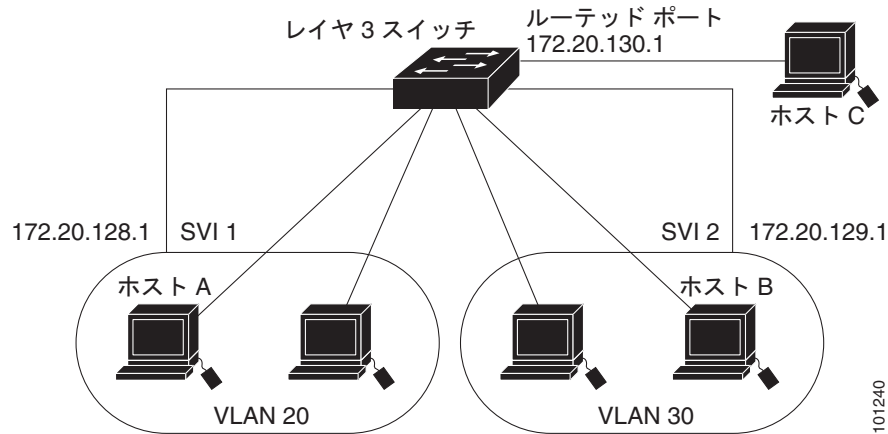 レイヤ 3 スイッチ
ルーテッド ポート
172.20.130.1
ホスト C
172.20.128.1
SVI 1
SVI 2
172.20.129.1
ホスト A
ホスト B
VLAN 20
VLAN 30
101240